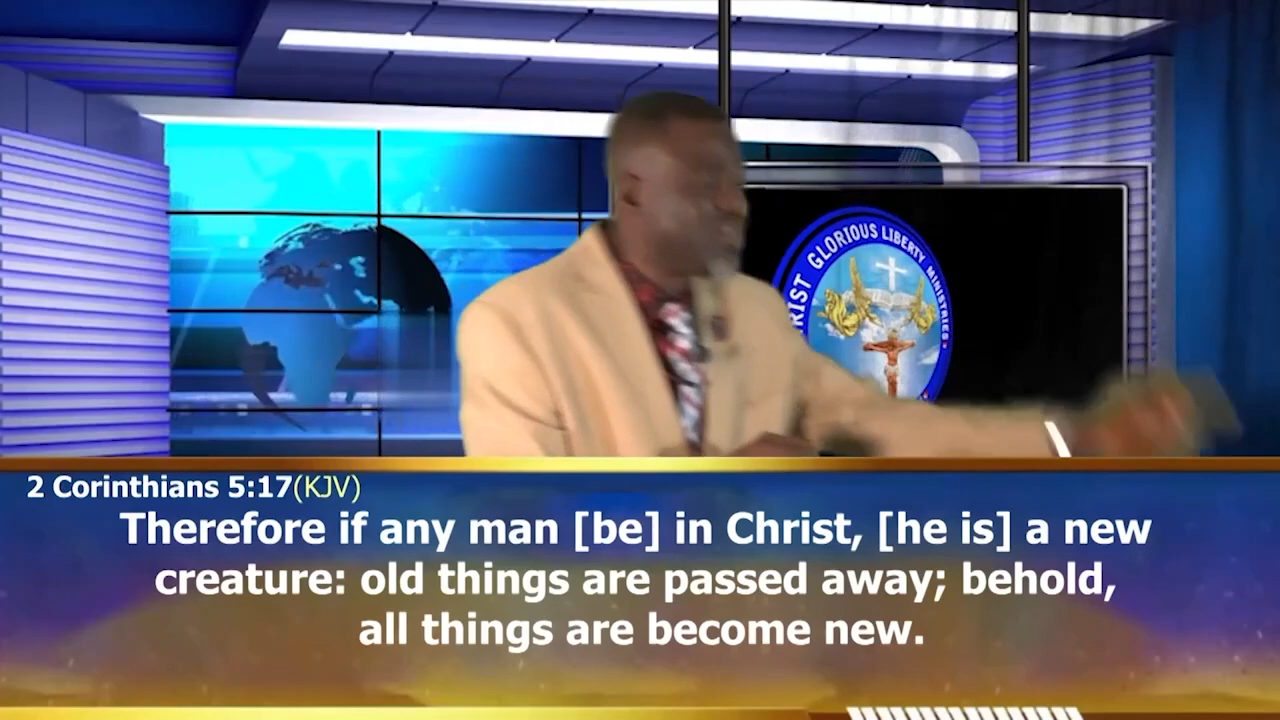 RIST GLORIOUS LIBERTY MINISTRIES
2 Corinthians 5:17(KJV)
Therefore if any man [be] in Christ, [he is] a new
creature: old things are passed away; behold,
all things are become new.